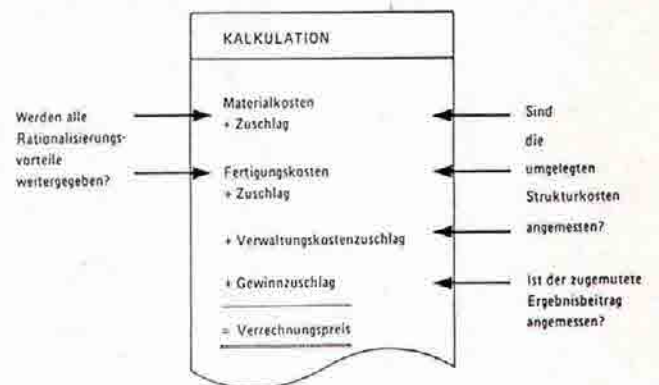 KALKULATION
Werden alle
Rationalisierungs-
vorteile
weitergegeben?
Materialkosten
+ Zuschlag
Fertigungskosten
+ Zuschlag
+ Verwaltungskostenzuschlag
+ Gewinnzuschlag
= Verrechnungspreis
Sind
die
umgelegten
Strukturkosten
angemessen?
Ist der zugemutete
Ergebnisbeitrag
angemessen?